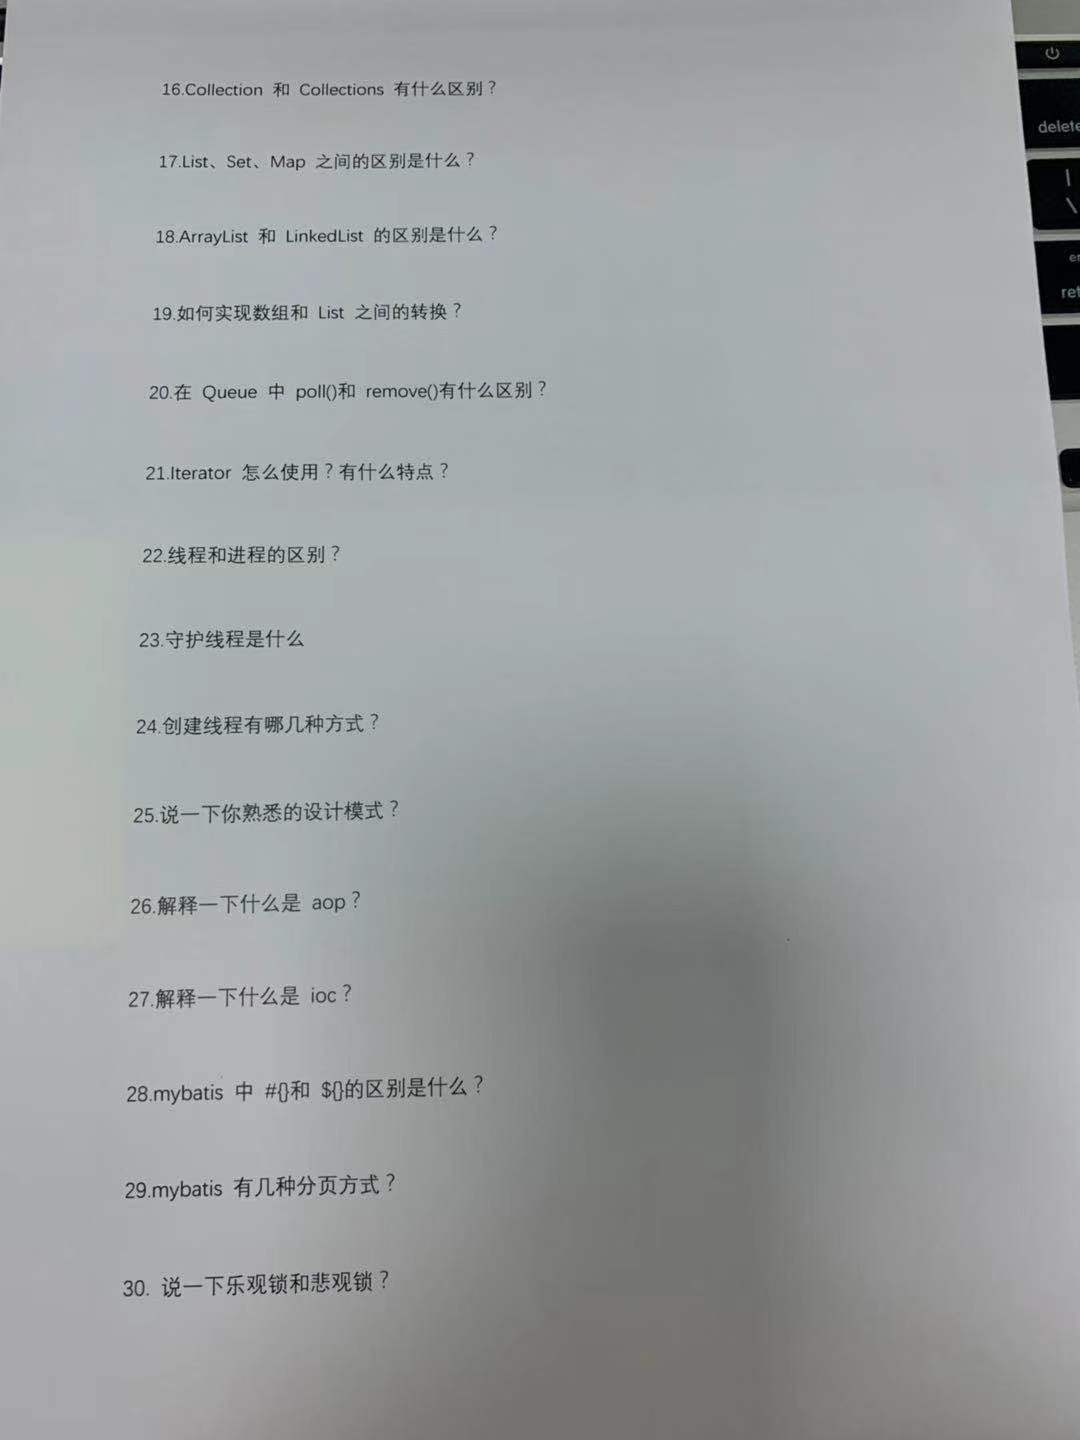 16.Collection 和 Collections 有什么区别？
17.List、Set、Map 之间的区别是什么？
18.ArrayList 和 LinkedList 的区别是什么？
19.如何实现数组和 List 之间的转换？
20.在 Queue 中 poll()和 remove()有什么区别？
21.Iterator 怎么使用？有什么特点？
22.线程和进程的区别？
23.守护线程是什么
24.创建线程有哪几种方式？
25.说一下你熟悉的设计模式？
26.解释一下什么是 aop？
27.解释一下什么是 ioc？
28.mybatis 中 #{}和 ${}的区别是什么？
29.mybatis 有几种分页方式？
30. 说一下乐观锁和悲观锁？
delete
|
\